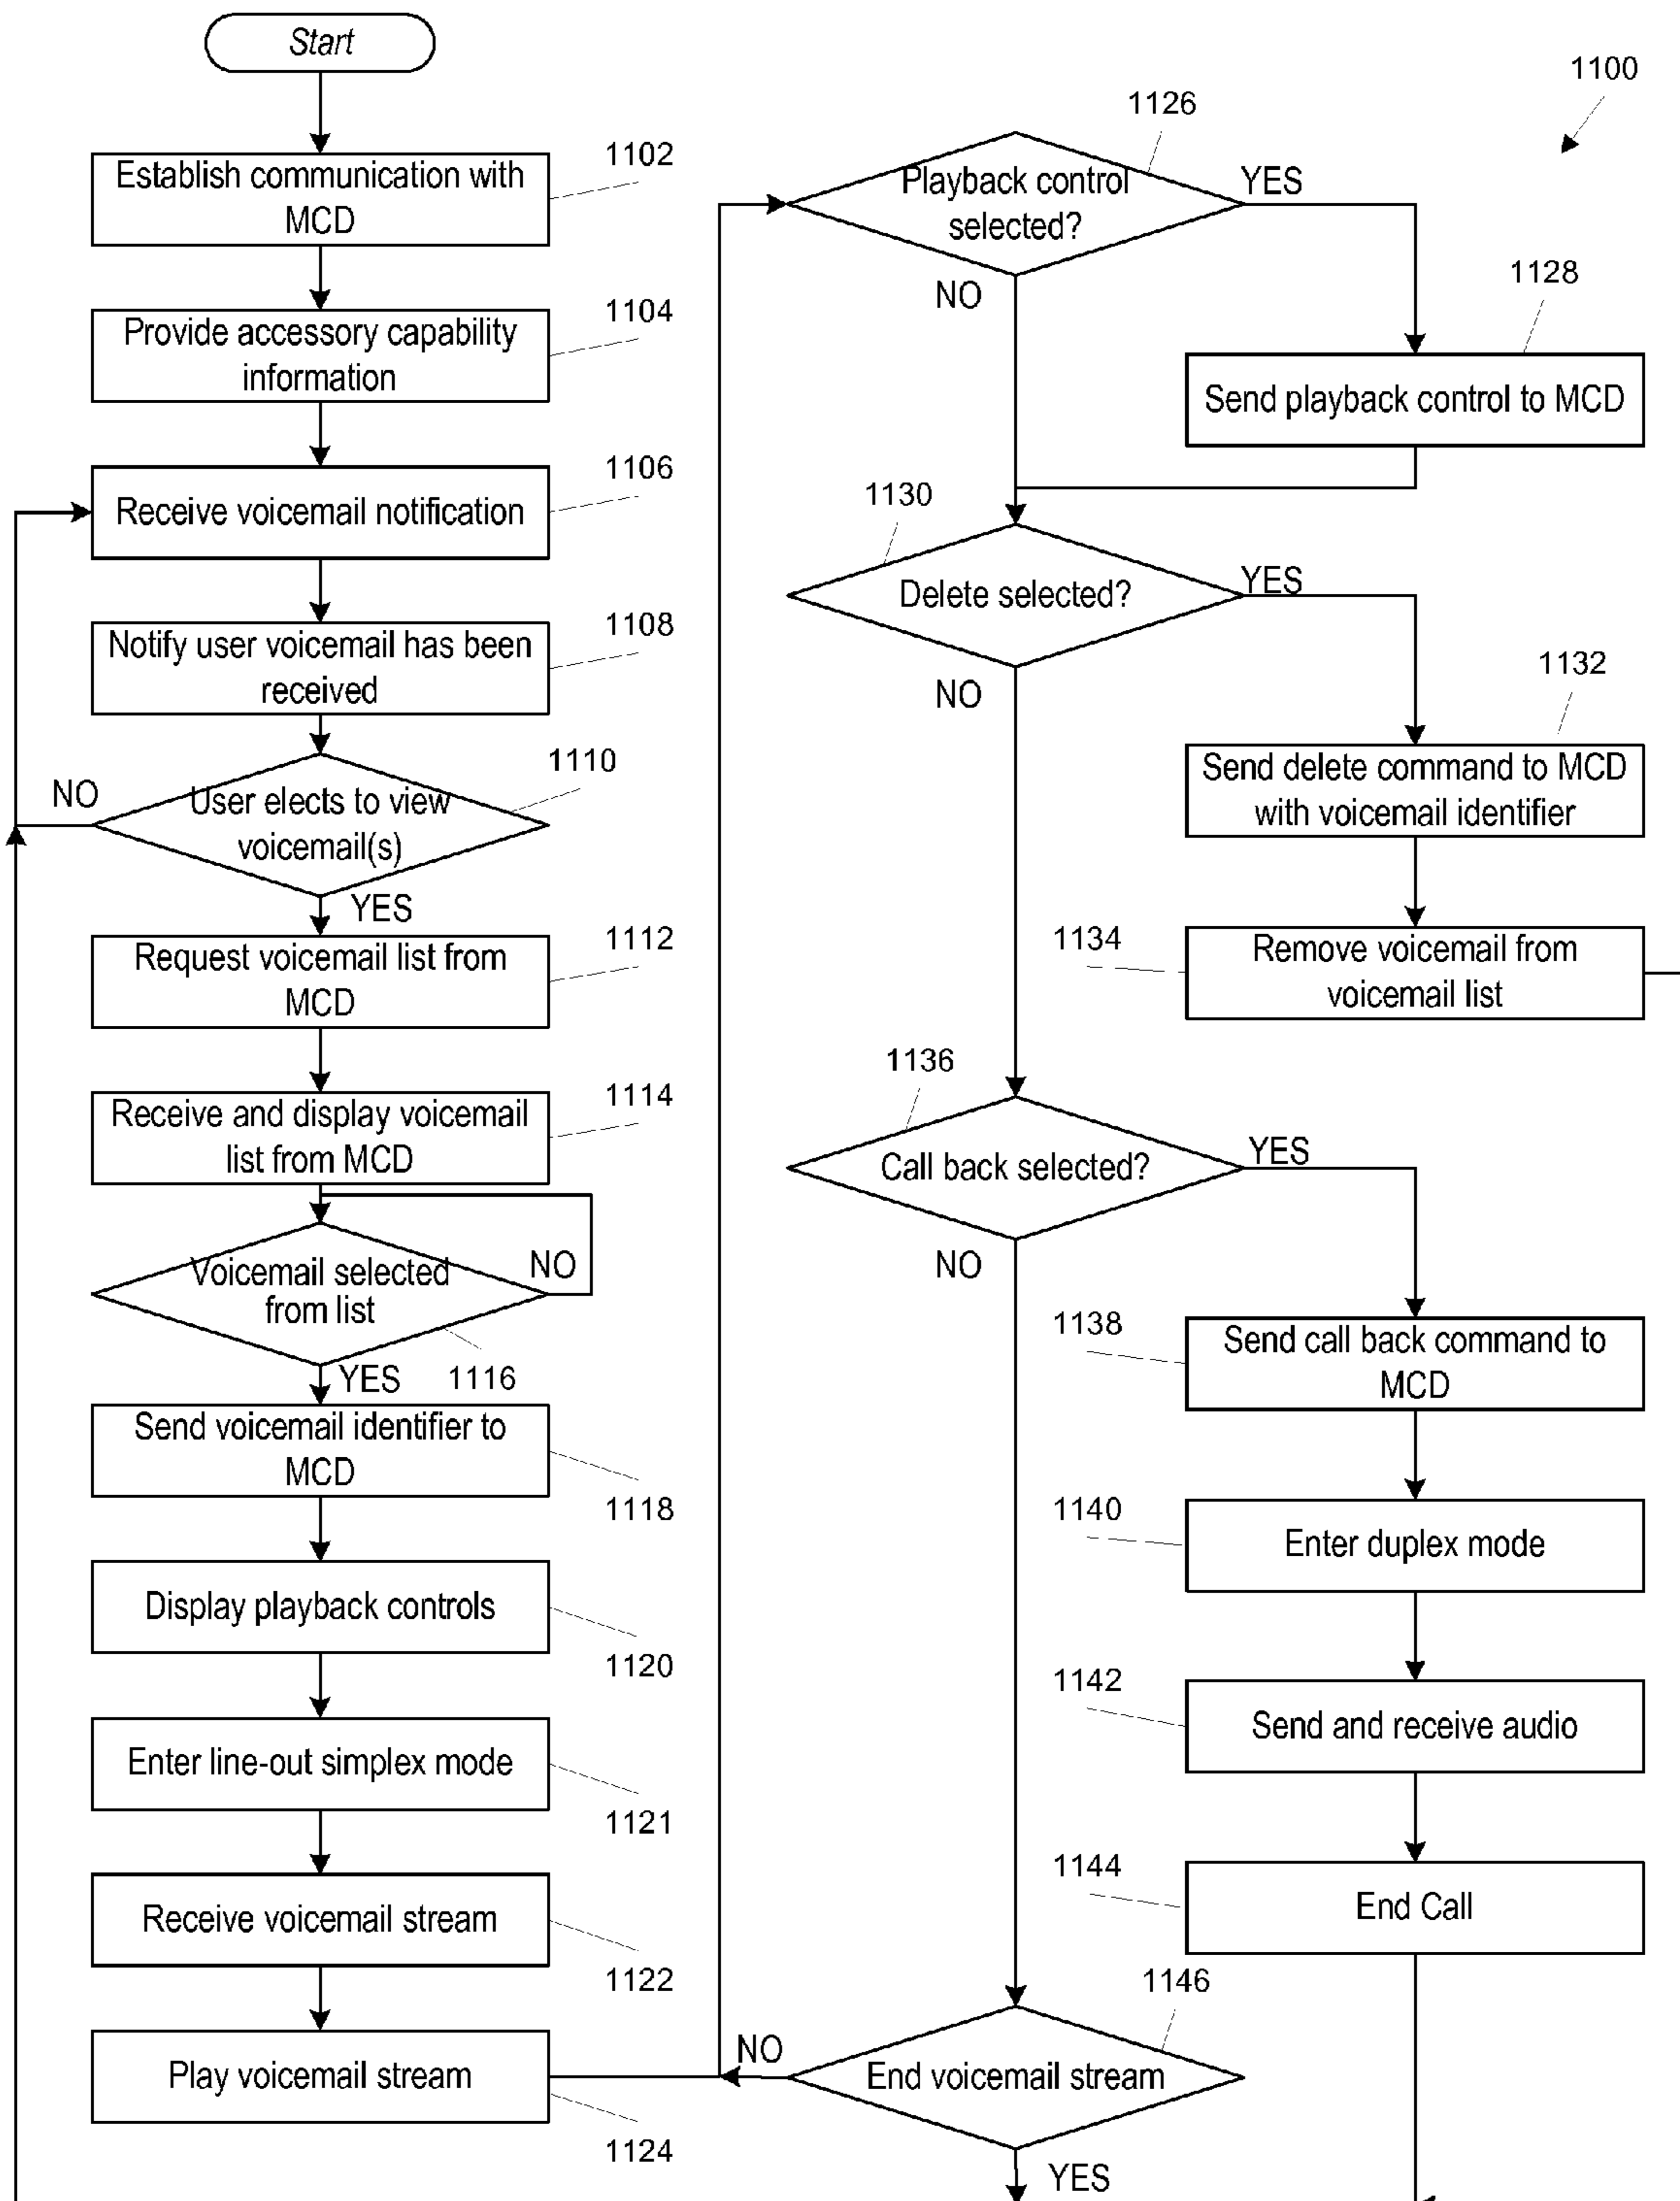 Start
1100
1102
Establish communication with
MCD
1104
Provide accessory capability
information
1106
Receive voicemail notification
1108
Notify user voicemail has been
received
1110
NO
User elects to view
voicemail(s)
YES
1112
Request voicemail list from
MCD
1114
Receive and display voicemail
list from MCD
Voicemail selected
from list
NO
YES
1116
Send voicemail identifier to
MCD
1118
Display playback controls
1120
Enter line-out simplex mode
1121
Receive voicemail stream
1122
Play voicemail stream
1124
1126
Playback control
selected?
YES
NO
1128
Send playback control to MCD
1130
Delete selected?
YES
NO
1132
Send delete command to MCD
with voicemail identifier
1134
Remove voicemail from
voicemail list
1136
Call back selected?
YES
NO
1138
Send call back command to
MCD
1140
Enter duplex mode
1142
Send and receive audio
1144
End Call
1146
NO
End voicemail stream
YES